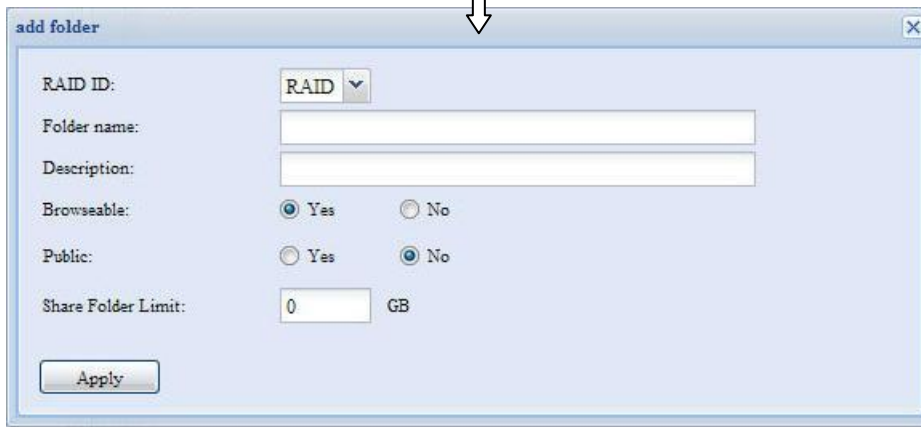 add folder
RAID ID: RAID
Folder name:
Description:
Browseable: Yes No
Public: Yes No
Share Folder Limit: 0 GB
Apply